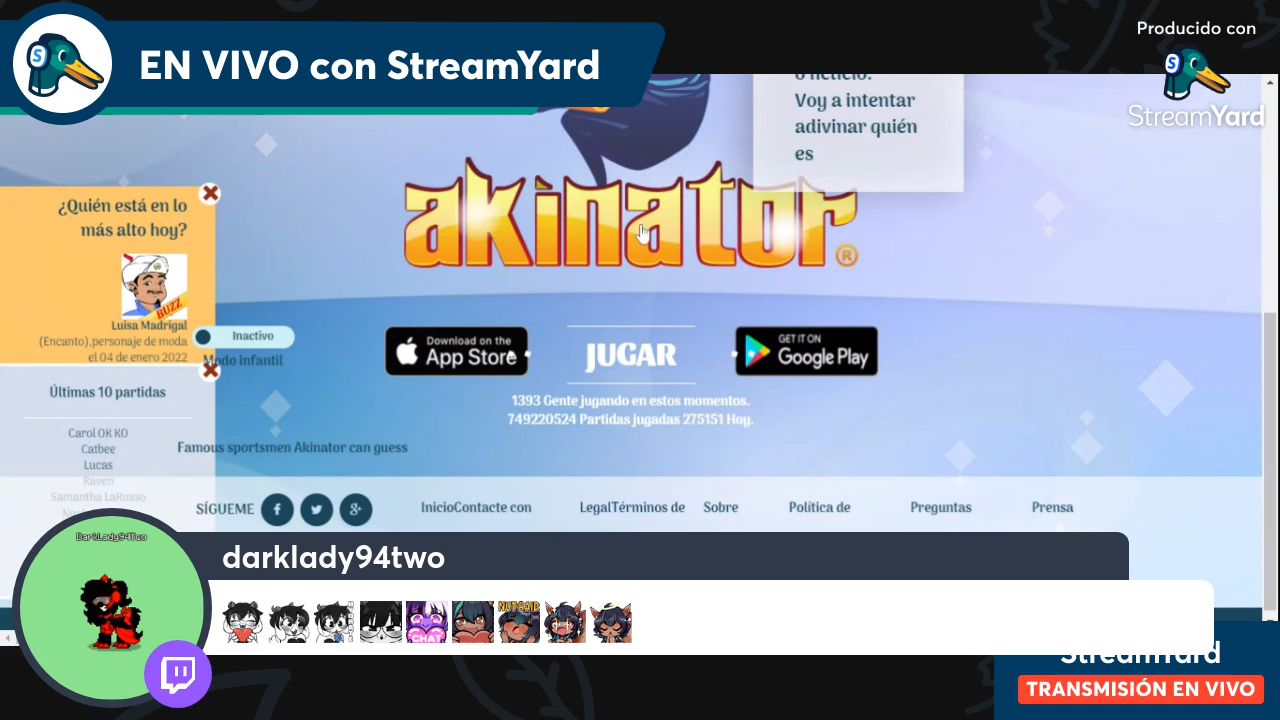 EN VIVO con StreamYard
Producido con
StreamYard
o ficticio.
Voy a intentar
adivinar quién
es
akinator®
¿Quién está en lo
más alto hoy?
BUZZ
Luisa Madrigal
(Encanto),personaje de moda
el 04 de enero 2022
Inactivo
Modo infantil
Download on the
App Store
JUGAR
GET IT ON
Google Play
1393 Gente jugando en estos momentos.
749220524 Partidas jugadas 275151 Hoy.
Últimas 10 partidas
Carol OK KO
Catbee
Lucas
Raven
Samantha LaRusso
Famous sportsmen Akinator can guess
SÍGUEME
InicioContacte con
LegalTérminos de
Sobre
Política de
Preguntas
Prensa
DarkLady94Two
darklady94two
CHAT
NUT RAID
StreamYard
TRANSMISIÓN EN VIVO